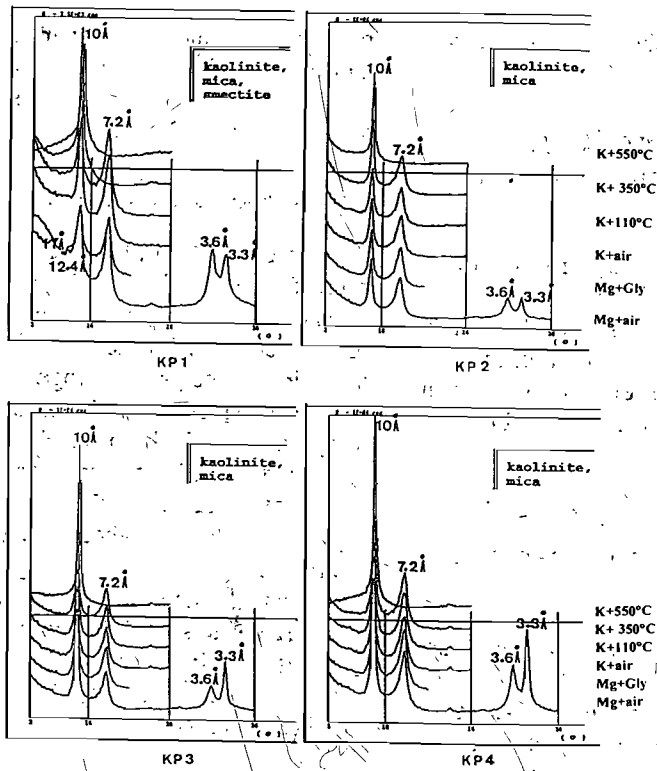 10Å
kaolinite,
mica,
smectite
7.2Å
17Å
12.4Å
3.6Å
3.3Å
( θ )
KP1
10Å
kaolinite,
mica
7.2Å
3.6Å
3.3Å
( θ )
KP2
K+550°C
K+ 350°C
K+110°C
K+air
Mg+Gly
Mg+air
10Å
kaolinite,
mica
7.2Å
3.6Å
3.3Å
( θ )
KP3
10Å
kaolinite,
mica
7.2Å
3.6Å
3.3Å
( θ )
KP4
K+550°C
K+ 350°C
K+110°C
K+air
Mg+Gly
Mg+air